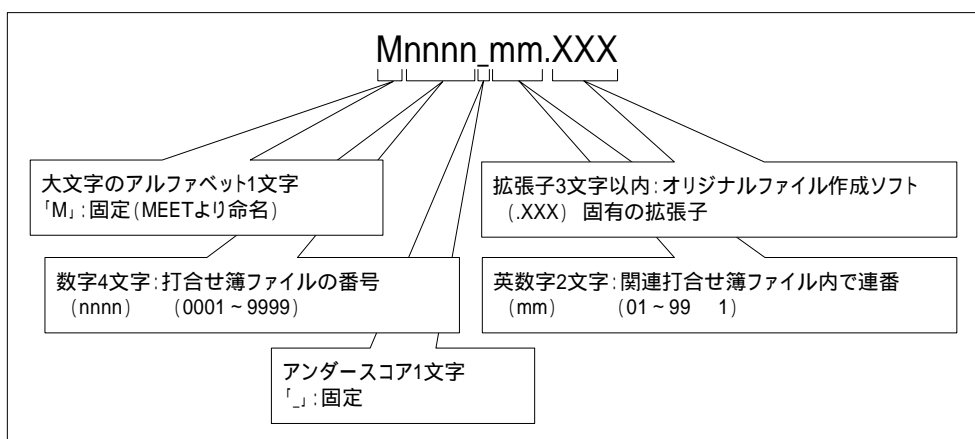 Mnnnn_mm.XXX
大文字のアルファベット1文字
「M」:固定(MEETより命名)
拡張子3文字以内:オリジナルファイル作成ソフト
(.XXX) 固有の拡張子
数字4文字:打合せ簿ファイルの番号
(nnnn) (0001~9999)
英数字2文字:関連打合せ簿ファイル内で連番
(mm) (01~99 1)
アンダースコア1文字
「_」:固定